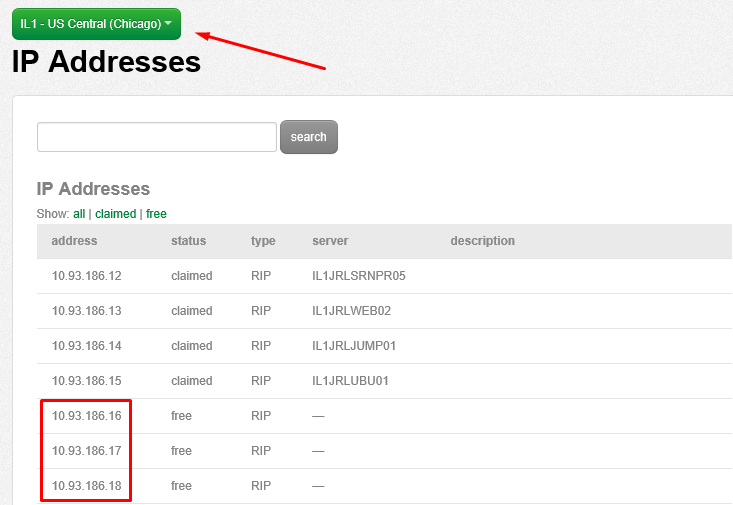 IL1 - US Central (Chicago)
IP Addresses
search
IP Addresses
Show: all | claimed | free
address status type server description
10.93.186.12 claimed RIP IL1JRLSRNPR05
10.93.186.13 claimed RIP IL1JRLWEB02
10.93.186.14 claimed RIP IL1JRLJUMP01
10.93.186.15 claimed RIP IL1JRLUBU01
10.93.186.16 free RIP —
10.93.186.17 free RIP —
10.93.186.18 free RIP —